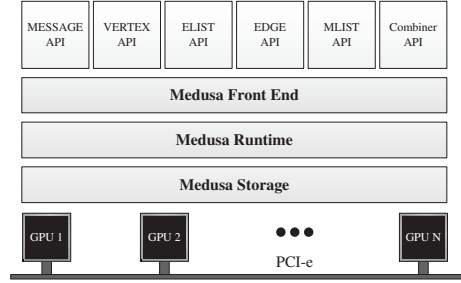 MESSAGE API
VERTEX API
ELIST API
EDGE API
MLIST API
Combiner API
Medusa Front End
Medusa Runtime
Medusa Storage
GPU 1
GPU 2
GPU N
PCI-e